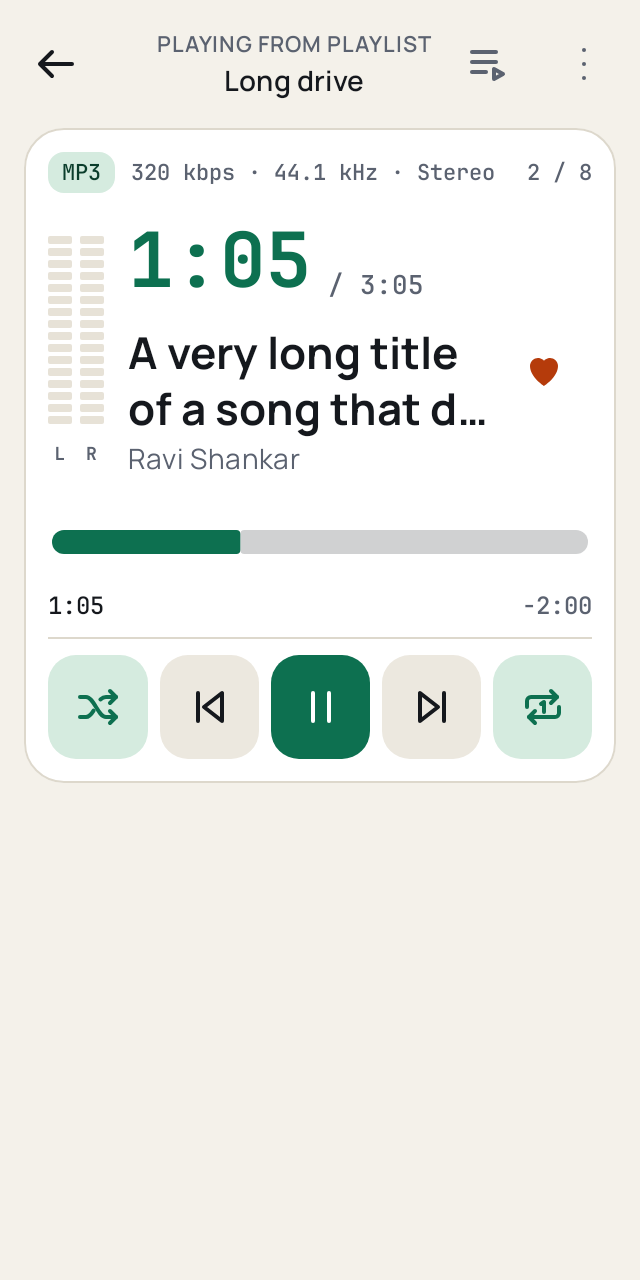 PLAYING FROM PLAYLIST
Long drive
MP3 320 kbps · 44.1 kHz · Stereo 2 / 8
1:05 / 3:05
A very long title
of a song that d…
L R
Ravi Shankar
1:05 -2:00
1